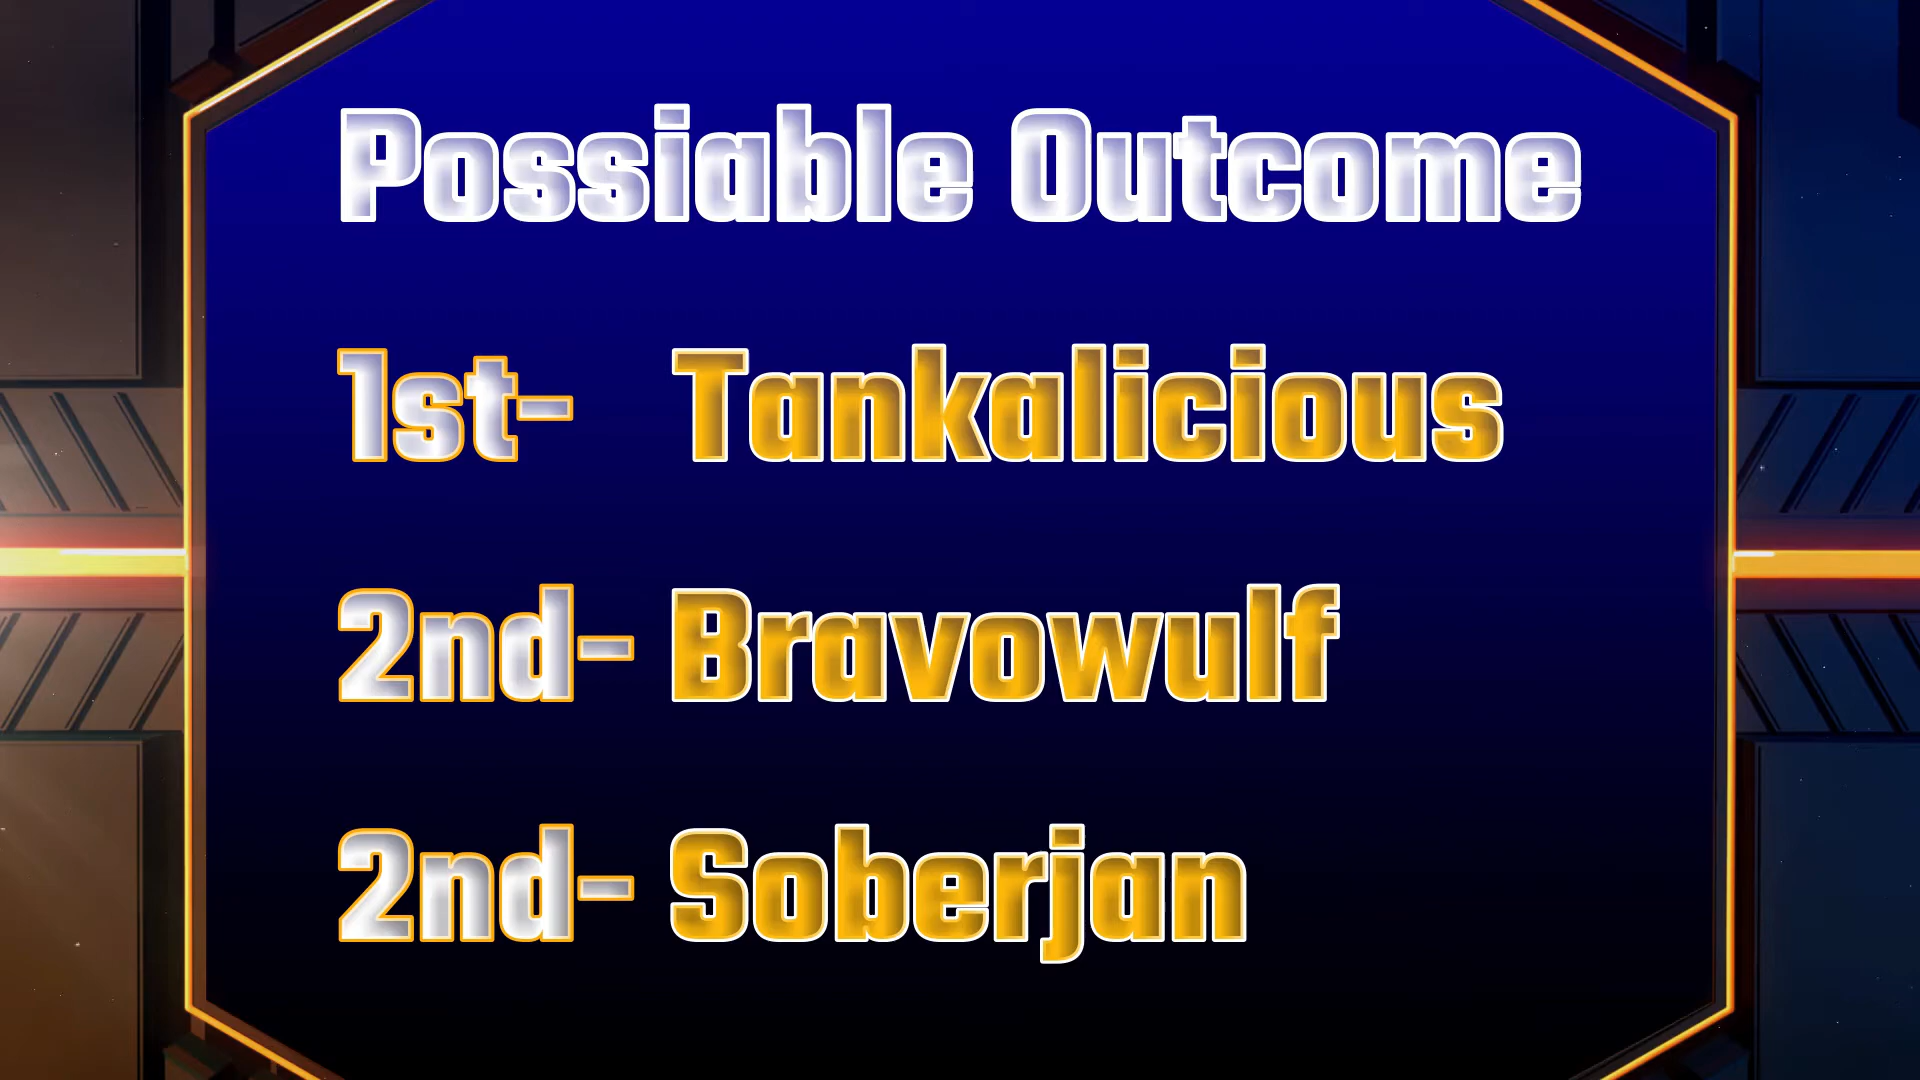 Possiable Outcome
1st- Tankalicious
2nd- Bravowulf
2nd- Soberjan